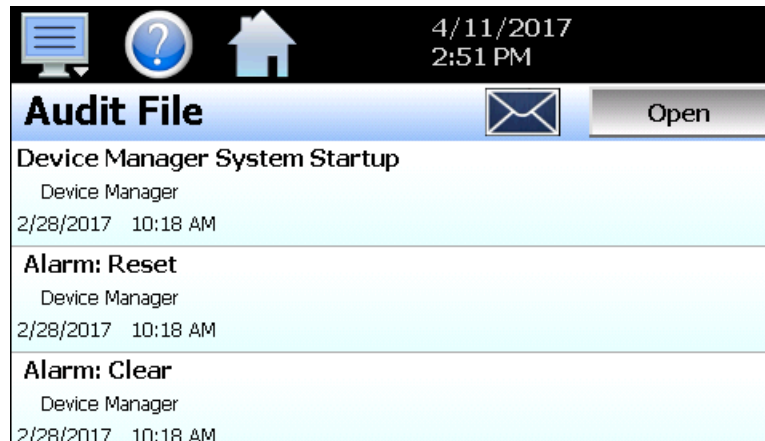 4/11/2017
2:51 PM
Audit File
Open
Device Manager System Startup
Device Manager
2/28/2017 10:18 AM
Alarm: Reset
Device Manager
2/28/2017 10:18 AM
Alarm: Clear
Device Manager
2/28/2017 10:18 AM